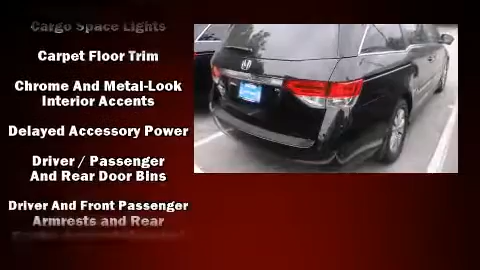 Cargo Space Lights
Carpet Floor Trim
Chrome And Metal-Look
Interior Accents
Delayed Accessory Power
Driver / Passenger
And Rear Door Bins
Driver And Front Passenger
Armrests and Rear